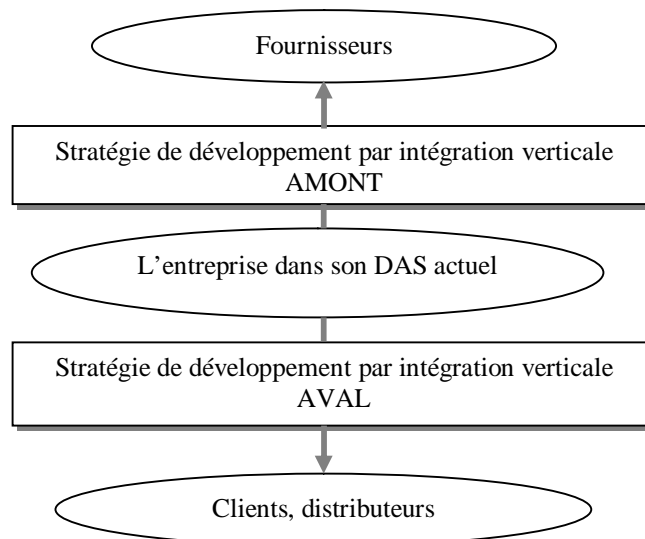 Fournisseurs
Stratégie de développement par intégration verticale
AMONT
L'entreprise dans son DAS actuel
Stratégie de développement par intégration verticale
AVAL
Clients, distributeurs